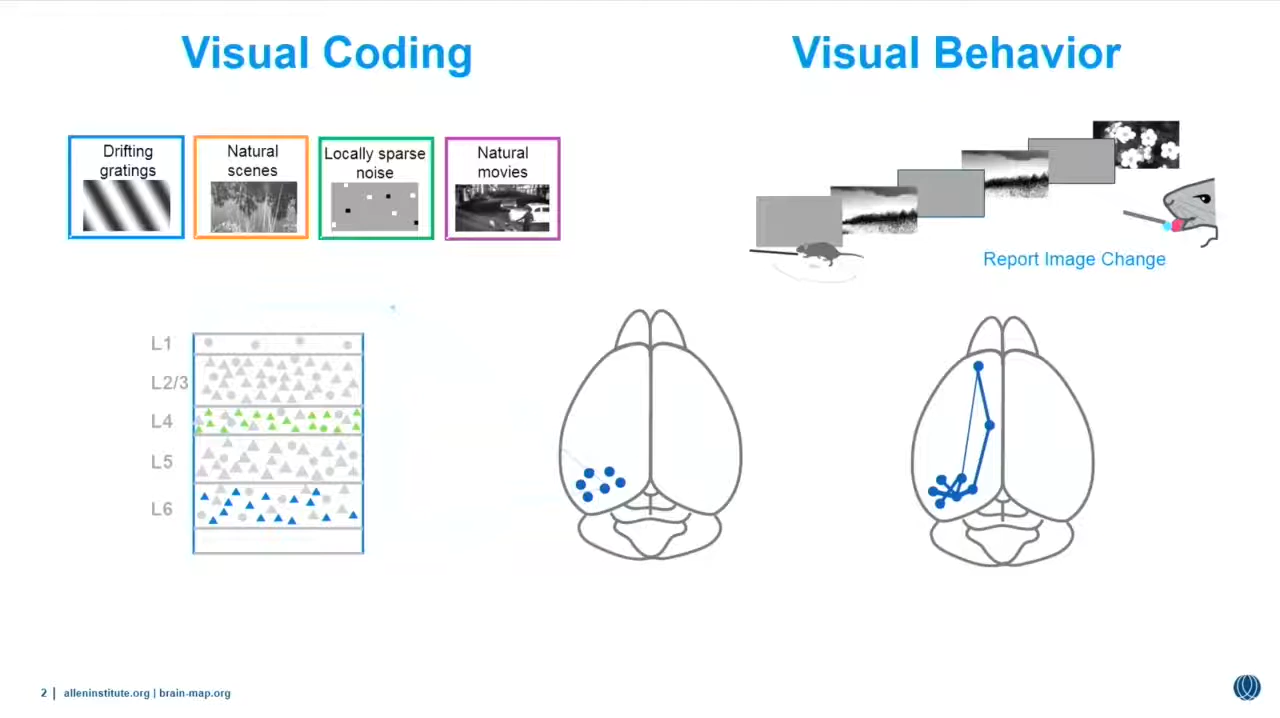 Visual Coding
Visual Behavior
Drifting
gratings
Natural
scenes
Locally sparse
noise
Natural
movies
Report Image Change
L1
L2/3
L4
L5
L6
2 | alleninstitute.org | brain-map.org